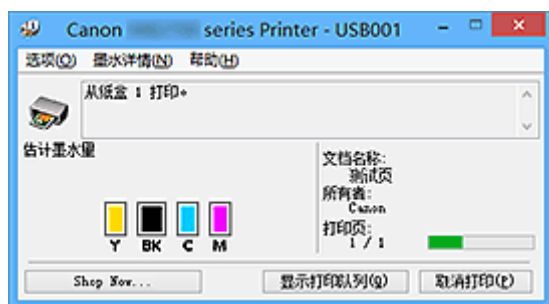 Canon series Printer - USB001
选项(O) 墨水详情(N) 帮助(H)
从纸盒 1 打印。
估计墨水量
文档名称:
测试页
所有者:
Canon
打印页:
1 / 1
Y BK C M
Shop Now...
显示打印队列(Q)
取消打印(P)